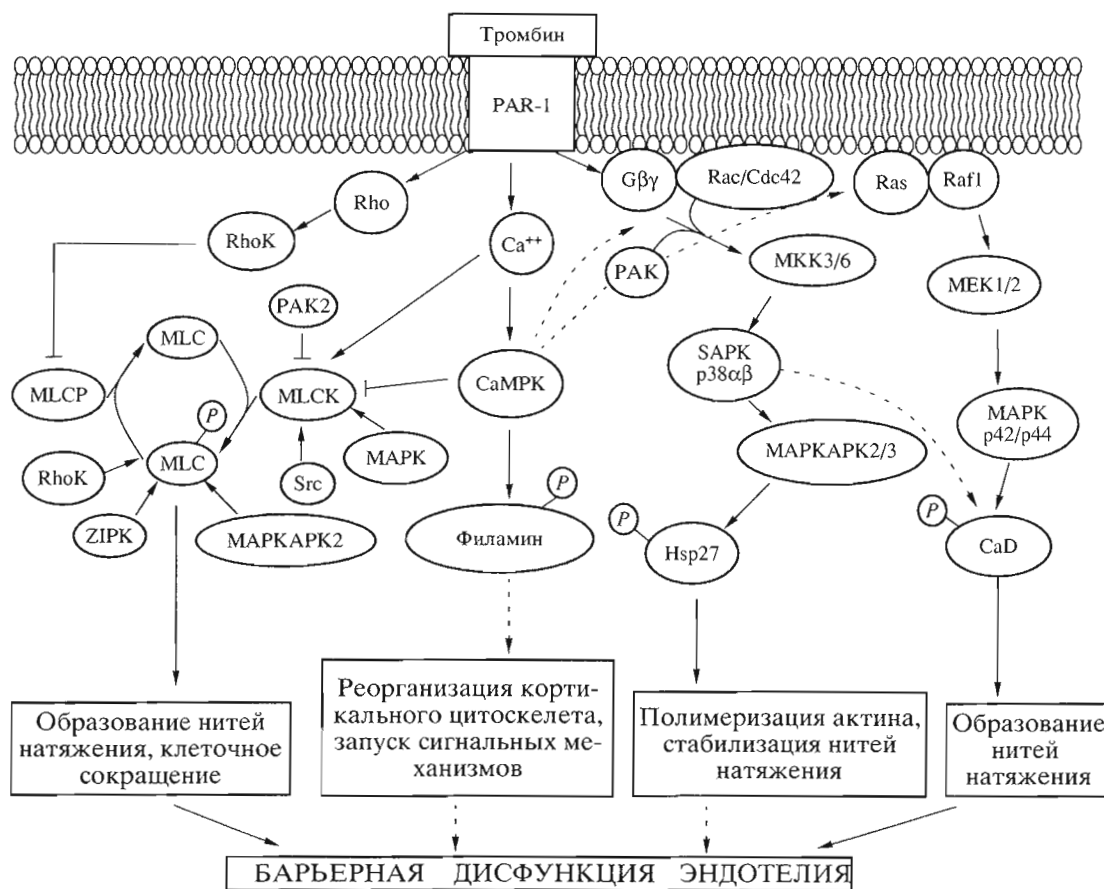 Тромбин
PAR-1
Gβγ
Rac/Cdc42
Ras
Raf1
Rho
RhoK
Ca++
PAK
MKK3/6
MEK1/2
PAK2
MLC
SAPK
p38αβ
MLCP
MLCK
CaMPK
MAPK
p42/p44
P
MAPK
MAPKAPK2/3
RhoK
MLC
Src
P
P
P
ZIPK
MAPKAPK2
Филамин
Hsp27
CaD
Образование нитей
натяжения, клеточное
сокращение
Реорганизация корти-
кального цитоскелета,
запуск сигнальных ме-
ханизмов
Полимеризация актина,
стабилизация нитей
натяжения
Образование
нитей
натяжения
БАРЬЕРНАЯ ДИСФУНКЦИЯ ЭНДОТЕЛИЯ